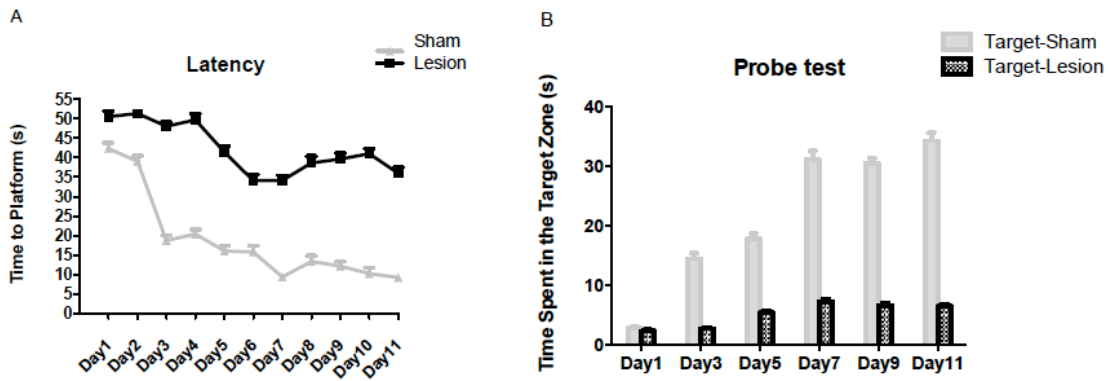 A
Latency
Sham
Lesion
Time to Platform (s)
55
50
45
40
35
30
25
20
15
10
5
0
Day1
Day2
Day3
Day4
Day5
Day6
Day7
Day8
Day9
Day10
Day11
B
Probe test
Target-Sham
Target-Lesion
Time Spent in the Target Zone (s)
40
30
20
10
0
Day1 Day3 Day5 Day7 Day9 Day11